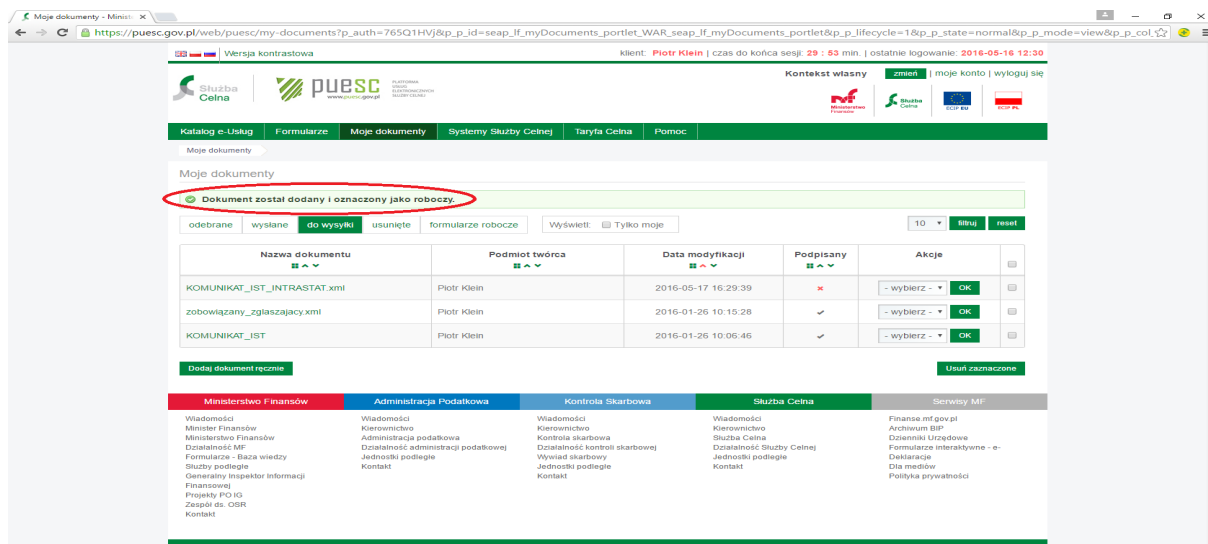 Moje dokumenty - Minist
https://puesc.gov.pl/web/puesc/my-documents?p_auth=765Q1HVj&p_p_id=seap_lf_myDocuments_portlet_WAR_seap_lf_myDocuments_portlet&p_p_lifecycle=1&p_p_state=normal&p_p_mode=view&p_p_col_
Wersja kontrastowa
klient: Piotr Klein | czas do końca sesji: 29 : 53 min. | ostatnie logowanie: 2016-05-16 12:30
Kontekst własny zmień | moje konto | wyloguj się
Służba Celna
puesc
www.puesc.gov.pl
PLATFORMA USŁUG ELEKTRONICZNYCH SŁUŻBY CELNEJ
Ministerstwo Finansów
Służba Celna
ECIP EU
ECIP PL
Katalog e-Usług Formularze Moje dokumenty Systemy Służby Celnej Taryfa Celna Pomoc
Moje dokumenty
Moje dokumenty
Dokument został dodany i oznaczony jako roboczy.
odebrane wysłane do wysyłki usunięte formularze robocze Wyświetl: Tylko moje 10 filtruj reset
Nazwa dokumentu Podmiot twórca Data modyfikacji Podpisany Akcje
KOMUNIKAT_IST_INTRASTAT.xml Piotr Klein 2016-05-17 16:29:39 - wybierz - OK
zobowiązany_zglaszajacy.xml Piotr Klein 2016-01-26 10:15:28 - wybierz - OK
KOMUNIKAT_IST Piotr Klein 2016-01-26 10:06:46 - wybierz - OK
Dodaj dokument ręcznie Usuń zaznaczone
Ministerstwo Finansów
Wiadomości
Minister Finansów
Ministerstwo Finansów
Działalność MF
Formularze - Baza wiedzy
Służby podległe
Generalny Inspektor Informacji
Finansowej
Projekty PO IG
Zespół ds. OSR
Kontakt
Administracja Podatkowa
Wiadomości
Kierownictwo
Administracja podatkowa
Działalność administracji podatkowej
Jednostki podległe
Kontakt
Kontrola Skarbowa
Wiadomości
Kierownictwo
Kontrola skarbowa
Działalność kontroli skarbowej
Wywiad skarbowy
Jednostki podległe
Kontakt
Służba Celna
Wiadomości
Kierownictwo
Służba Celna
Działalność Służby Celnej
Jednostki podległe
Kontakt
Serwisy MF
Finanse.mf.gov.pl
Archiwum BIP
Dzienniki Urzędowe
Formularze interaktywne - e-
Deklaracje
Dla mediów
Polityka prywatności